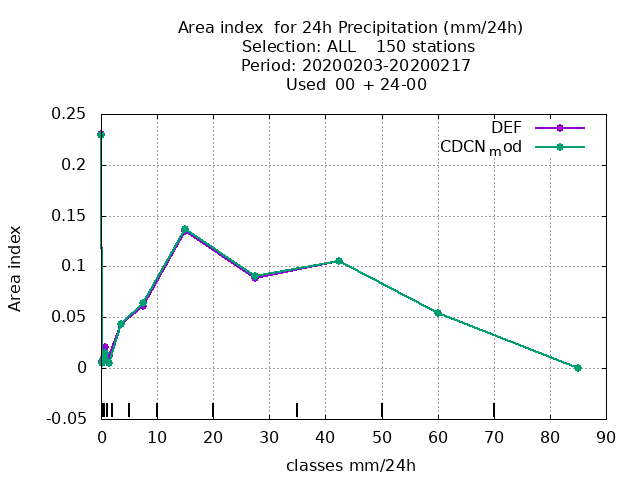 Area index  for 24h Precipitation (mm/24h)
Selection: ALL    150 stations
Period: 20200203-20200217
Used  00 + 24-00
DEF
CDCN_mod
0.25
0.2
0.15
0.1
0.05
0
-0.05
Area index
0 10 20 30 40 50 60 70 80 90
classes mm/24h